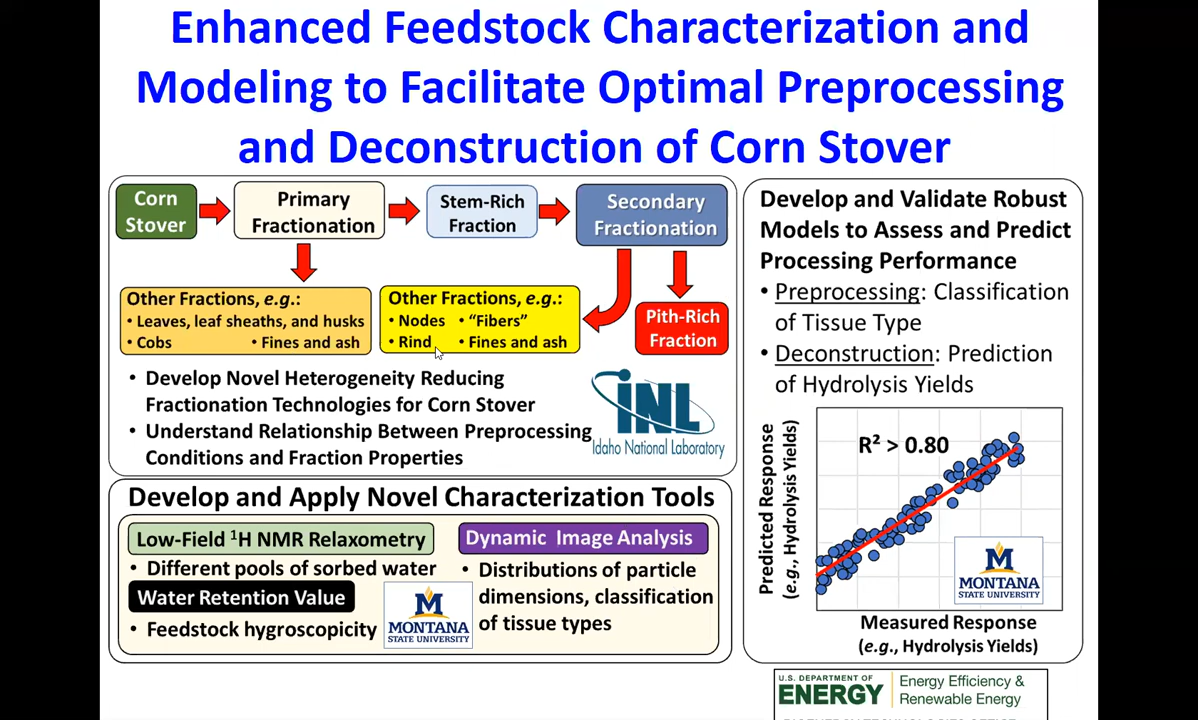 Enhanced Feedstock Characterization and
Modeling to Facilitate Optimal Preprocessing
and Deconstruction of Corn Stover
Corn
Stover
Primary
Fractionation
Stem-Rich
Fraction
Secondary
Fractionation
Other Fractions, e.g.:
• Leaves, leaf sheaths, and husks
• Cobs • Fines and ash
Other Fractions, e.g.:
• Nodes • “Fibers”
• Rind • Fines and ash
Pith-Rich
Fraction
• Develop Novel Heterogeneity Reducing
Fractionation Technologies for Corn Stover
• Understand Relationship Between Preprocessing
Conditions and Fraction Properties
INL
Idaho National Laboratory
Develop and Apply Novel Characterization Tools
Low-Field ¹H NMR Relaxometry
• Different pools of sorbed water
Water Retention Value
• Feedstock hygroscopicity
M
MONTANA
STATE UNIVERSITY
Dynamic Image Analysis
• Distributions of particle
dimensions, classification
of tissue types
Develop and Validate Robust
Models to Assess and Predict
Processing Performance
• Preprocessing: Classification
of Tissue Type
• Deconstruction: Prediction
of Hydrolysis Yields
Predicted Response
(e.g., Hydrolysis Yields)
R² > 0.80
M
MONTANA
STATE UNIVERSITY
Measured Response
(e.g., Hydrolysis Yields)
U.S. DEPARTMENT OF
ENERGY
Energy Efficiency &
Renewable Energy